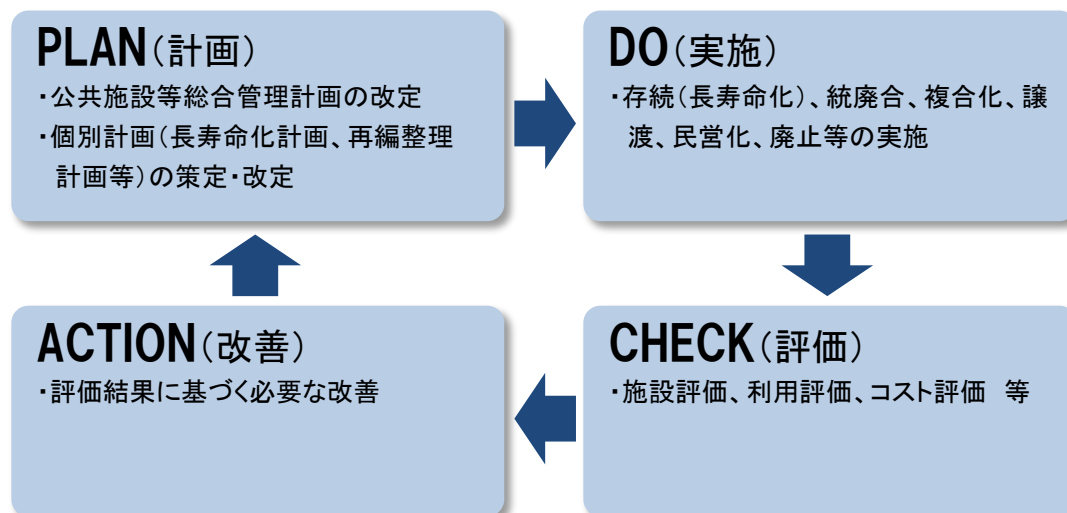 PLAN(計画)
・公共施設等総合管理計画の改定
・個別計画(長寿命化計画、再編整理
計画等)の策定・改定
DO(実施)
・存続(長寿命化)、統廃合、複合化、譲
渡、民営化、廃止等の実施
ACTION(改善)
・評価結果に基づく必要な改善
CHECK(評価)
・施設評価、利用評価、コスト評価　等